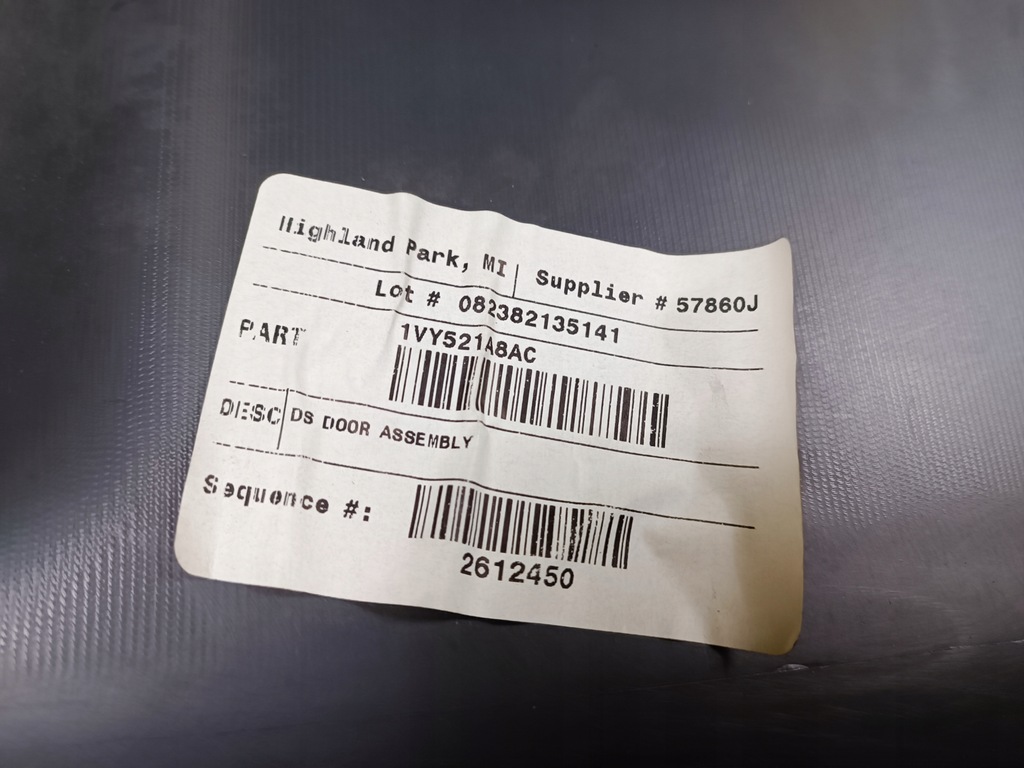 Highland Park, MI Supplier # 57860J
Lot # 082382135141
PART 1VY521A8AC
DESC DS DOOR ASSEMBLY
Sequence #:
2612450